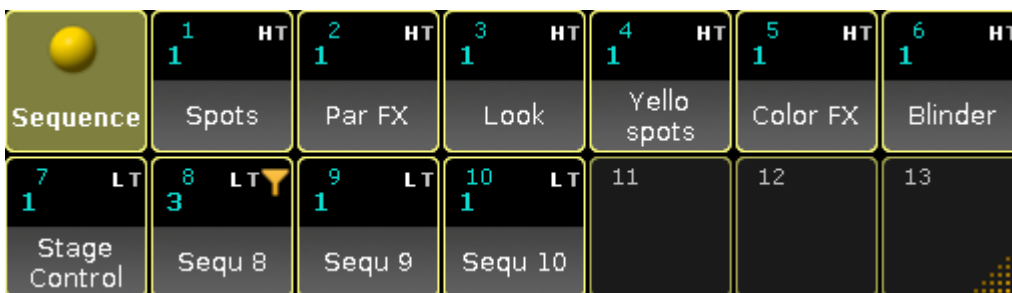 Sequence
1 HT
1
Spots
2 HT
1
Par FX
3 HT
1
Look
4 HT
1
Yello
spots
5 HT
1
Color FX
6 HT
1
Blinder
7 LT
1
Stage
Control
8 LT
3
Sequ 8
9 LT
1
Sequ 9
10 LT
1
Sequ 10
11
12
13